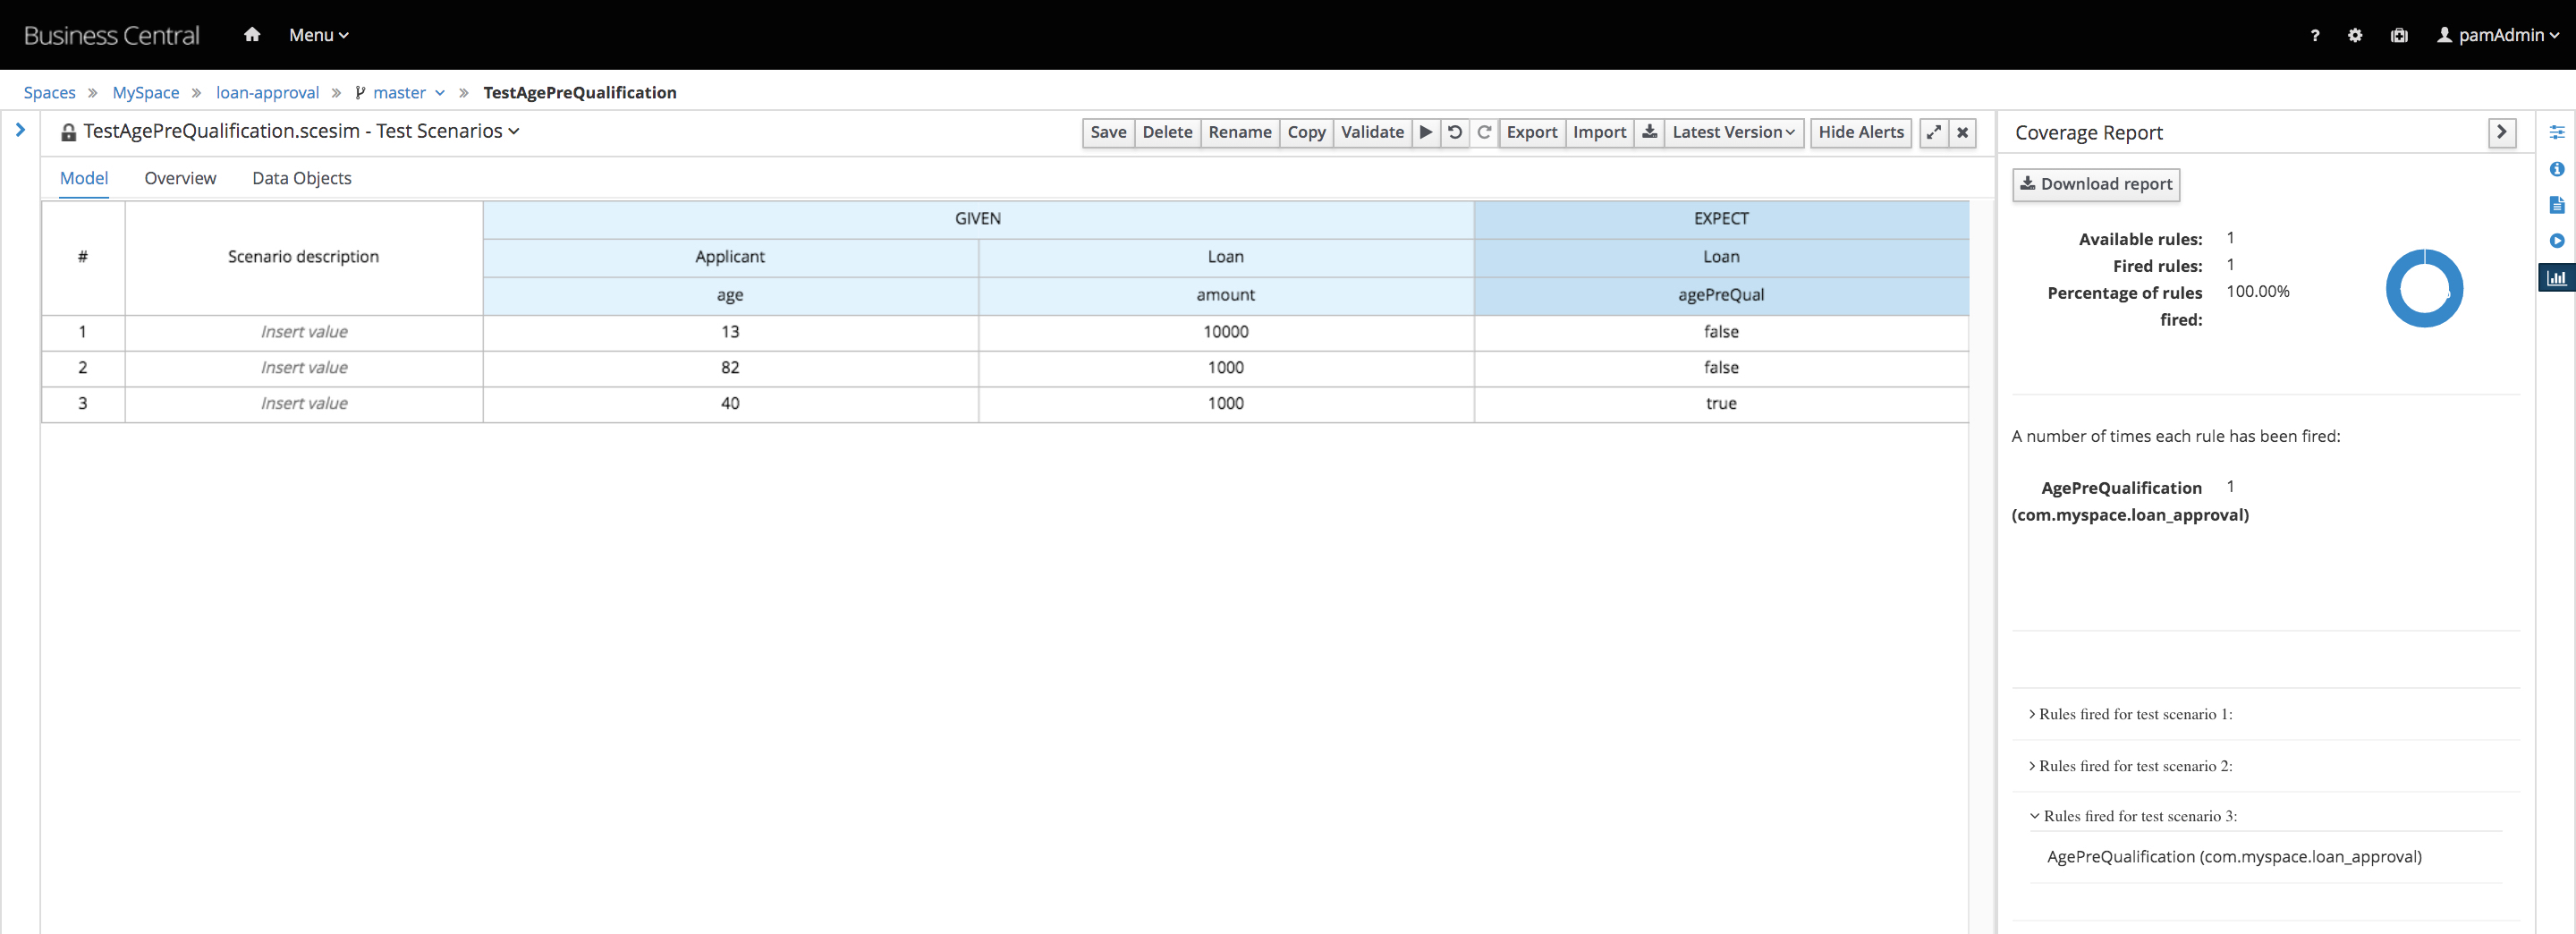 Business Central Menu ? pamAdmin
Spaces » MySpace » loan-approval » master » TestAgePreQualification
TestAgePreQualification.scesim - Test Scenarios
Save Delete Rename Copy Validate Export Import Latest Version Hide Alerts
Model Overview Data Objects
GIVEN EXPECT
# Scenario description Applicant Loan Loan
age amount agePreQual
1 Insert value 13 10000 false
2 Insert value 82 1000 false
3 Insert value 40 1000 true
Coverage Report
Download report
Available rules: 1
Fired rules: 1
Percentage of rules 100.00%
fired:
A number of times each rule has been fired:
AgePreQualification 1
(com.myspace.loan_approval)
Rules fired for test scenario 1:
Rules fired for test scenario 2:
Rules fired for test scenario 3:
AgePreQualification (com.myspace.loan_approval)